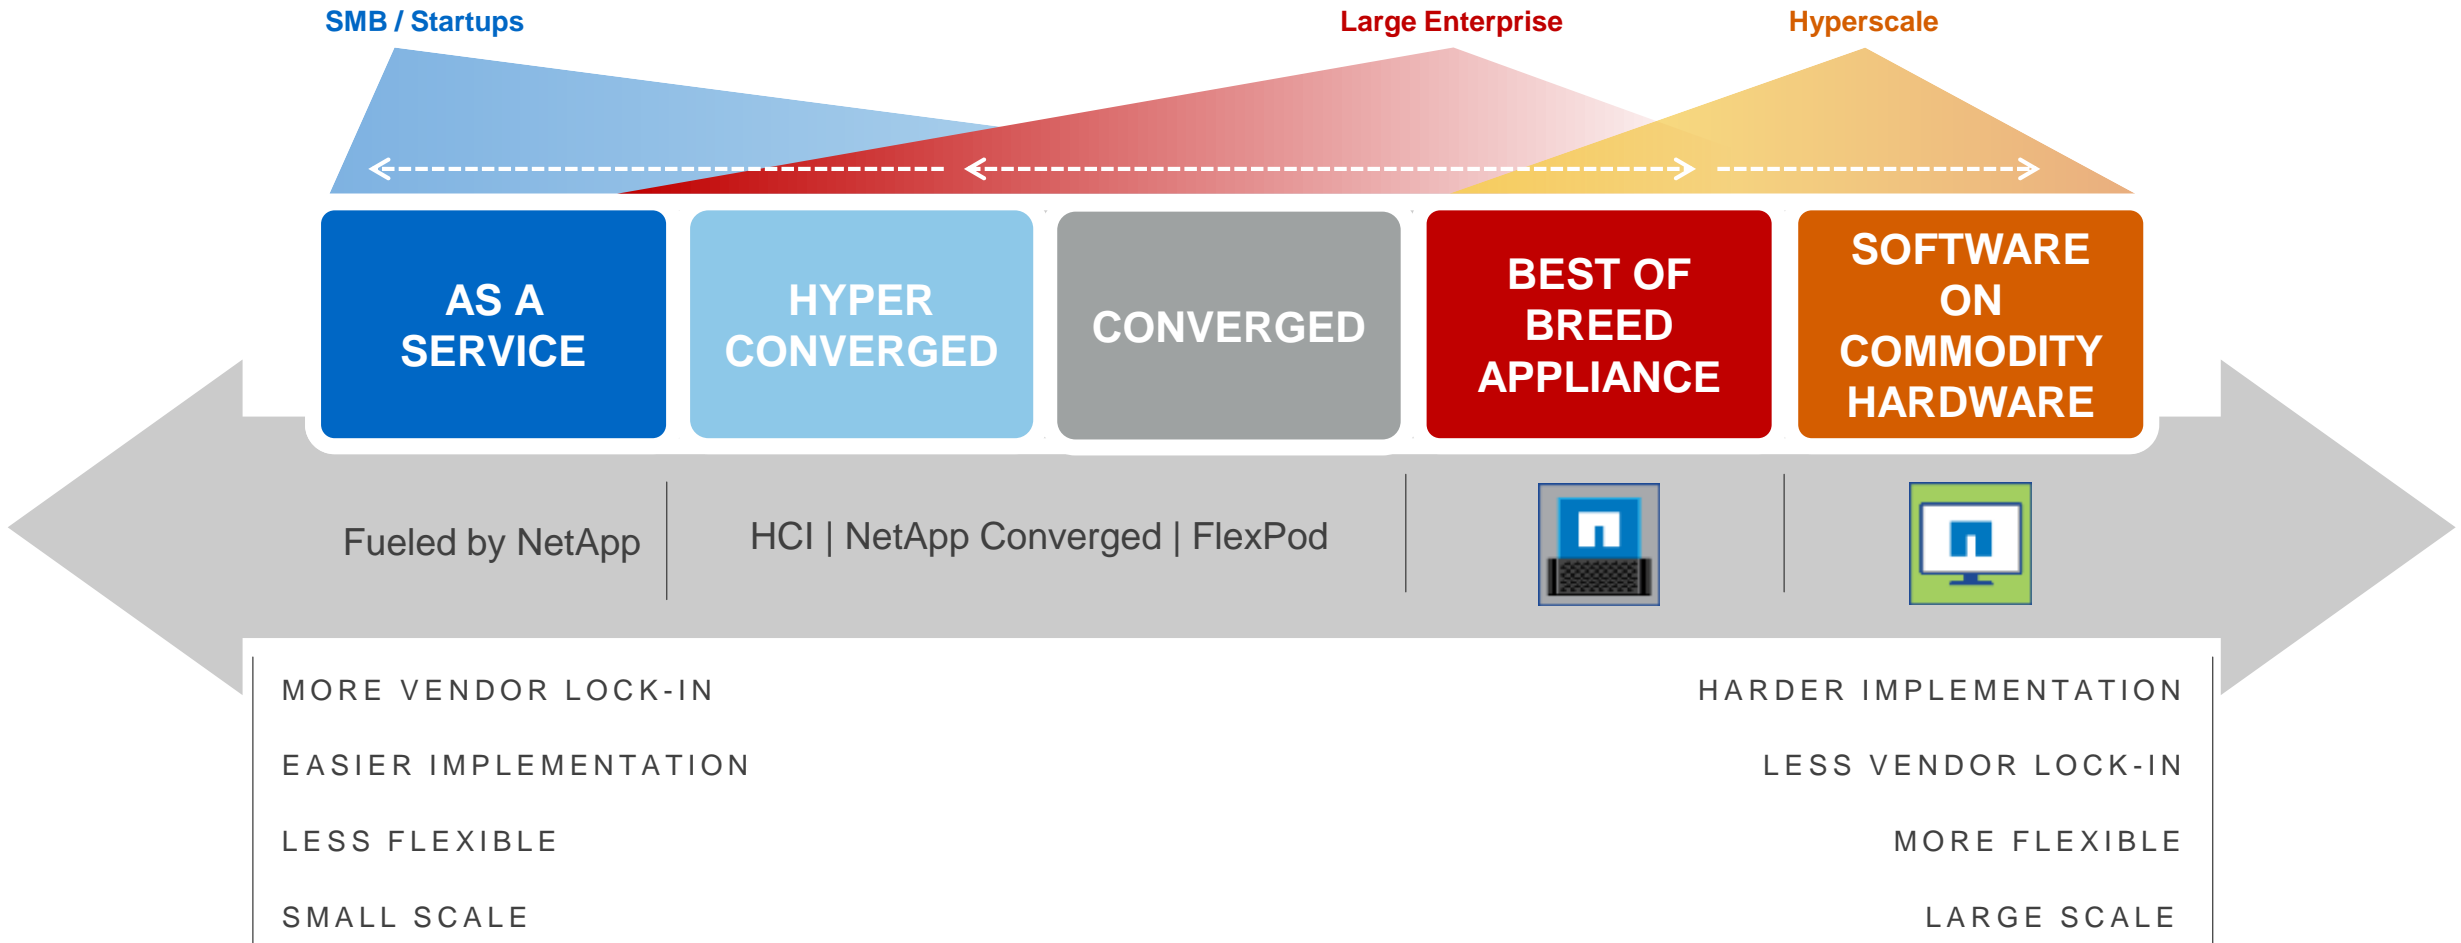 SMB / Startups
Large Enterprise
Hyperscale
AS A
SERVICE
HYPER
CONVERGED
CONVERGED
BEST OF
BREED
APPLIANCE
SOFTWARE
ON
COMMODITY
HARDWARE
Fueled by NetApp
HCI | NetApp Converged | FlexPod
MORE VENDOR LOCK-IN
EASIER IMPLEMENTATION
LESS FLEXIBLE
SMALL SCALE
HARDER IMPLEMENTATION
LESS VENDOR LOCK-IN
MORE FLEXIBLE
LARGE SCALE